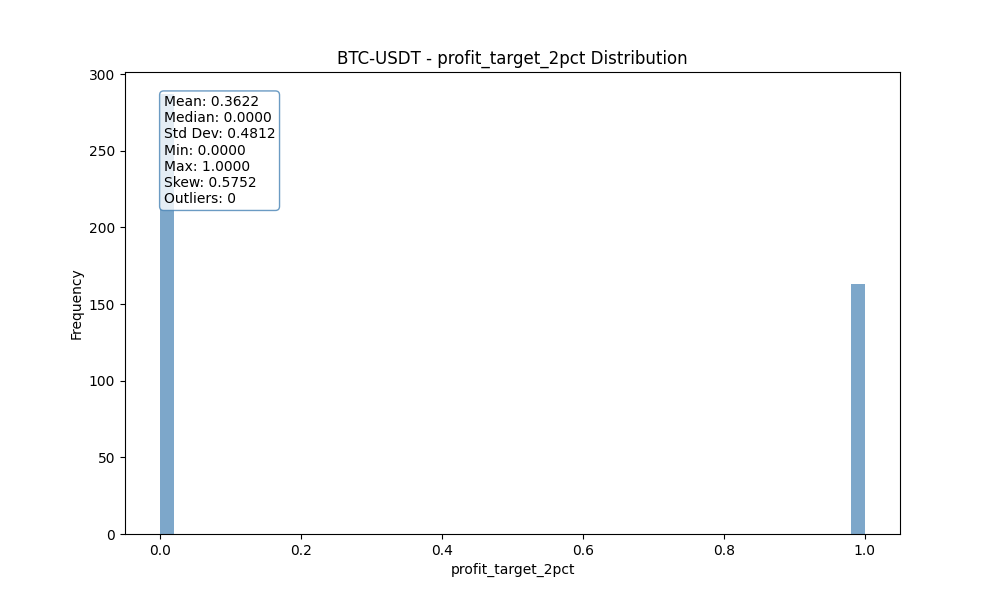 BTC-USDT - profit_target_2pct Distribution
300
250
200
150
100
50
0
Frequency
Mean: 0.3622
Median: 0.0000
Std Dev: 0.4812
Min: 0.0000
Max: 1.0000
Skew: 0.5752
Outliers: 0
0.0 0.2 0.4 0.6 0.8 1.0
profit_target_2pct